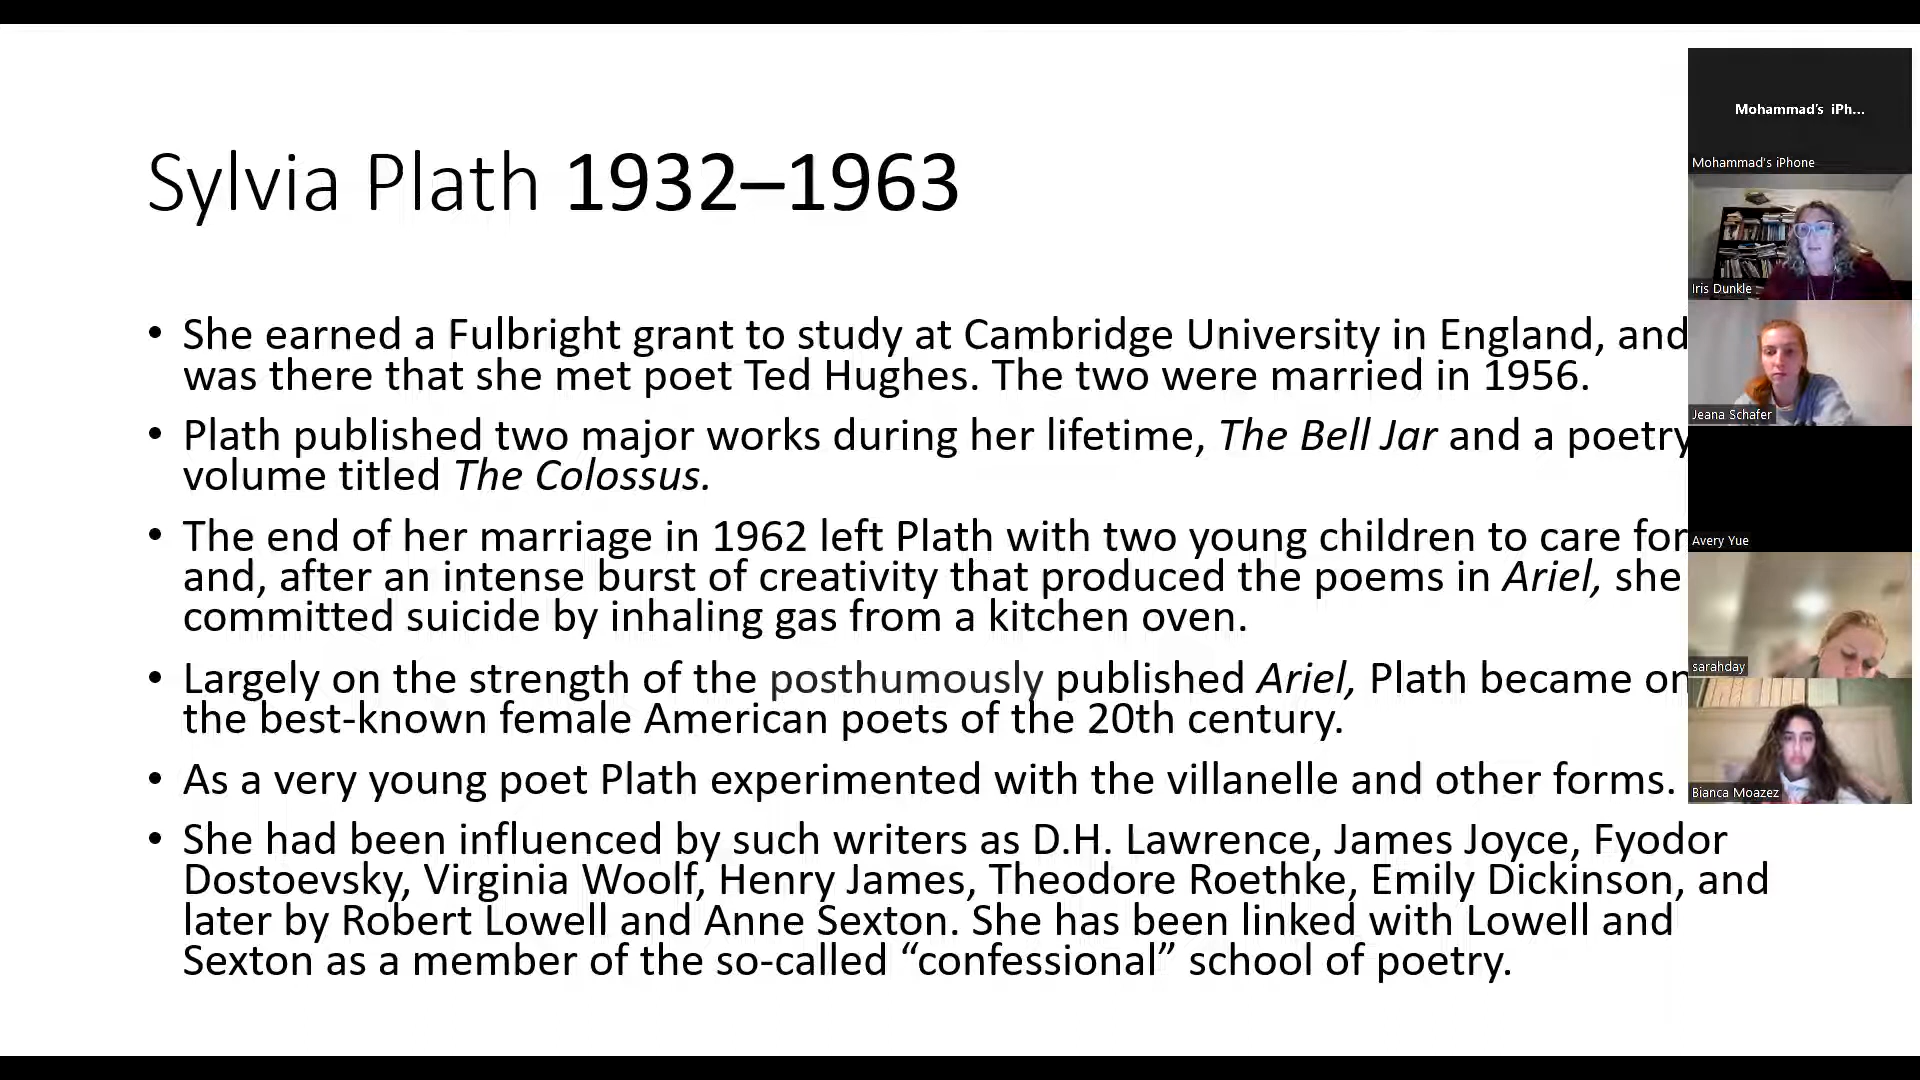 Sylvia Plath 1932–1963
• She earned a Fulbright grant to study at Cambridge University in England, and
was there that she met poet Ted Hughes. The two were married in 1956.
• Plath published two major works during her lifetime, The Bell Jar and a poetry
volume titled The Colossus.
• The end of her marriage in 1962 left Plath with two young children to care for
and, after an intense burst of creativity that produced the poems in Ariel, she
committed suicide by inhaling gas from a kitchen oven.
• Largely on the strength of the posthumously published Ariel, Plath became on
the best-known female American poets of the 20th century.
• As a very young poet Plath experimented with the villanelle and other forms.
• She had been influenced by such writers as D.H. Lawrence, James Joyce, Fyodor
Dostoevsky, Virginia Woolf, Henry James, Theodore Roethke, Emily Dickinson, and
later by Robert Lowell and Anne Sexton. She has been linked with Lowell and
Sexton as a member of the so-called “confessional” school of poetry.
Mohammad's iPh...
Mohammad's iPhone
Iris Dunkle
Jeana Schafer
Avery Yue
sarahday
Bianca Moazez